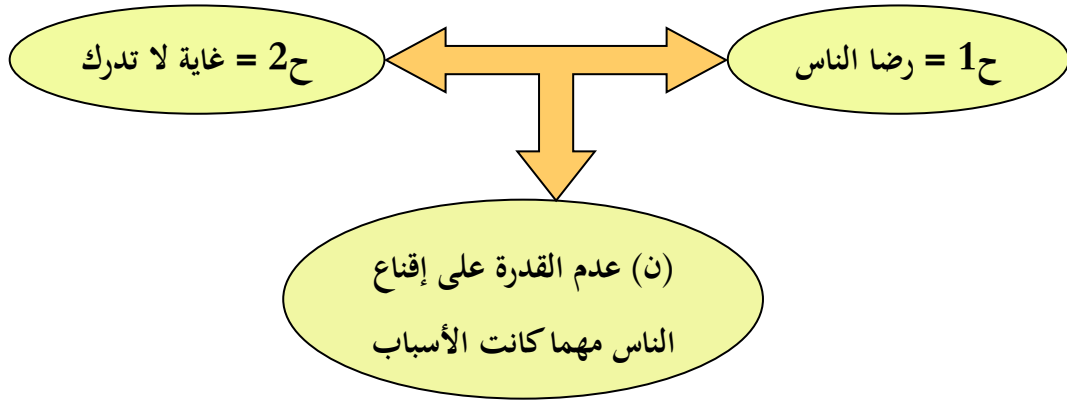 ح1 = رضا الناس
ح2 = غاية لا تدرك
(ن) عدم القدرة على إقناع
الناس مهما كانت الأسباب